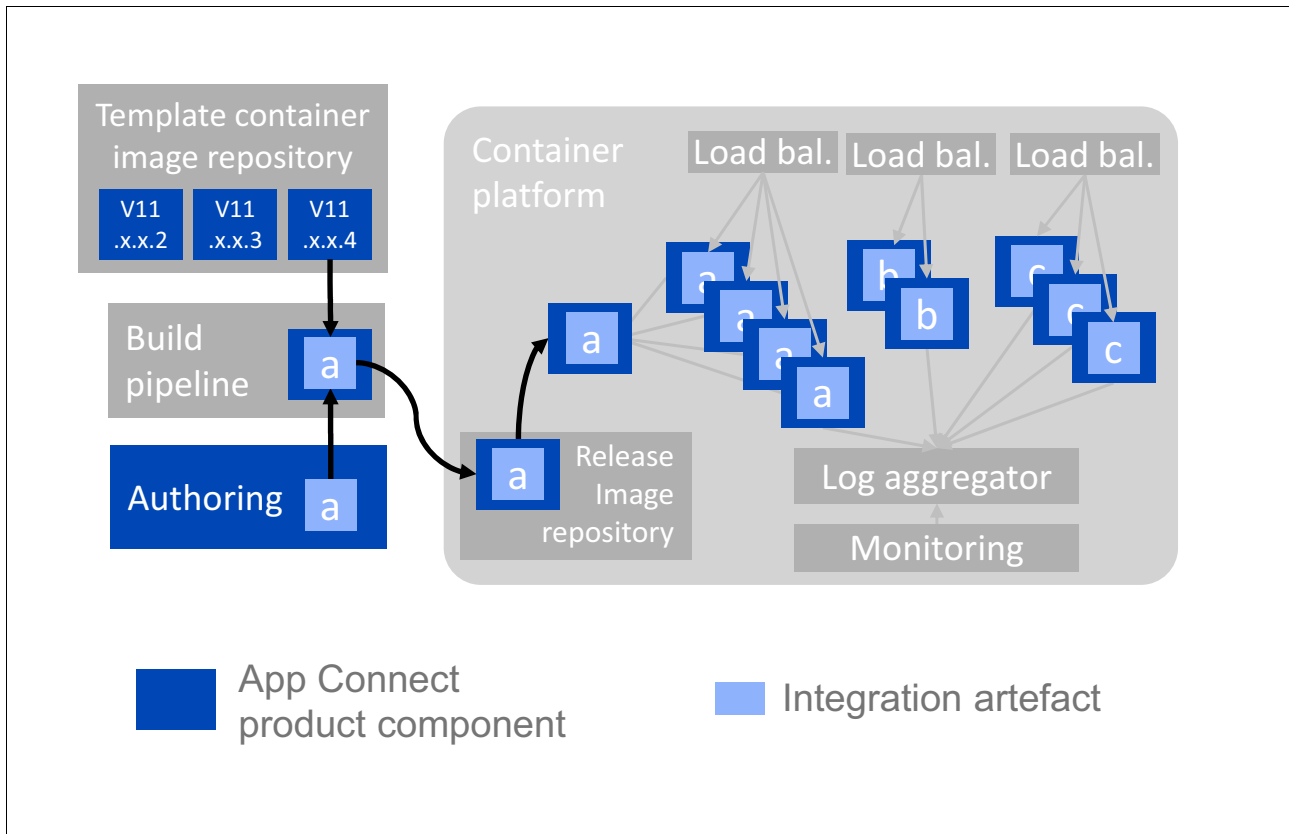 Template container
image repository
V11
.x.x.2
V11
.x.x.3
V11
.x.x.4
Build
pipeline
a
Authoring
a
Container
platform
Load bal.
Load bal.
Load bal.
a
a
a
a
a
b
b
c
c
c
a
Release
Image
repository
Log aggregator
Monitoring
App Connect
product component
Integration artefact